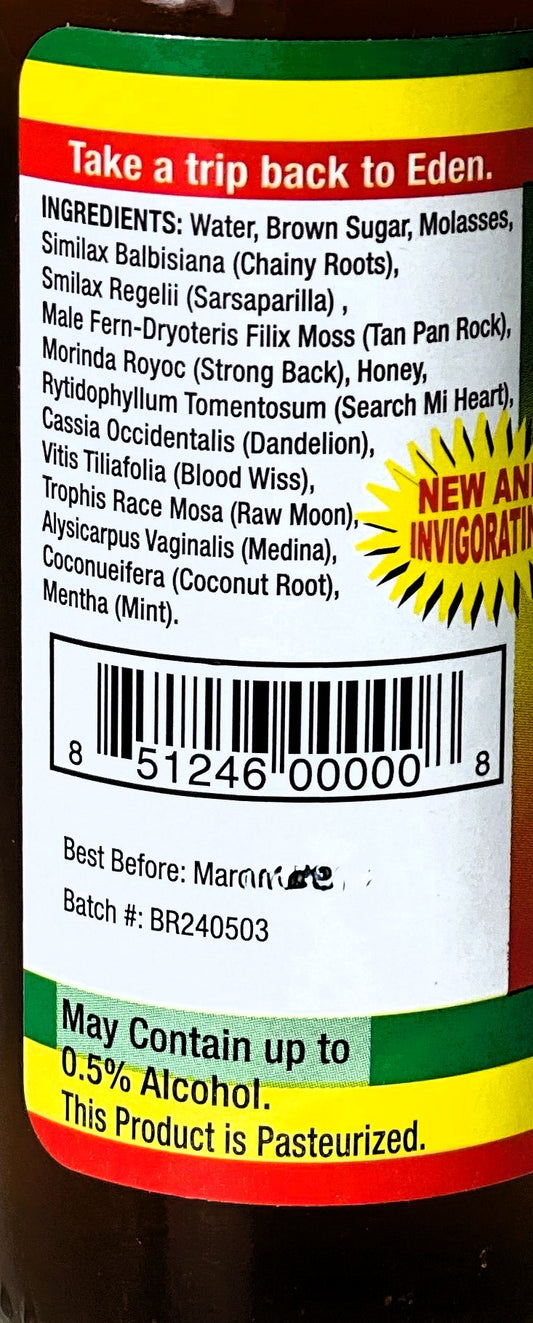 Take a trip back to Eden.
INGREDIENTS: Water, Brown Sugar, Molasses,
Similax Balbisiana (Chainy Roots),
Smilax Regelii (Sarsaparilla) ,
Male Fern-Dryoteris Filix Moss (Tan Pan Rock),
Morinda Royoc (Strong Back), Honey,
Rytidophyllum Tomentosum (Search Mi Heart),
Cassia Occidentalis (Dandelion),
Vitis Tiliafolia (Blood Wiss),
Trophis Race Mosa (Raw Moon),
Alysicarpus Vaginalis (Medina),
Coconueifera (Coconut Root),
Mentha (Mint).
NEW
8 51246 00000 8
Best Before:
Batch #: BR240503
May Contain up to
0.5% Alcohol.
This Product is Pasteurized.